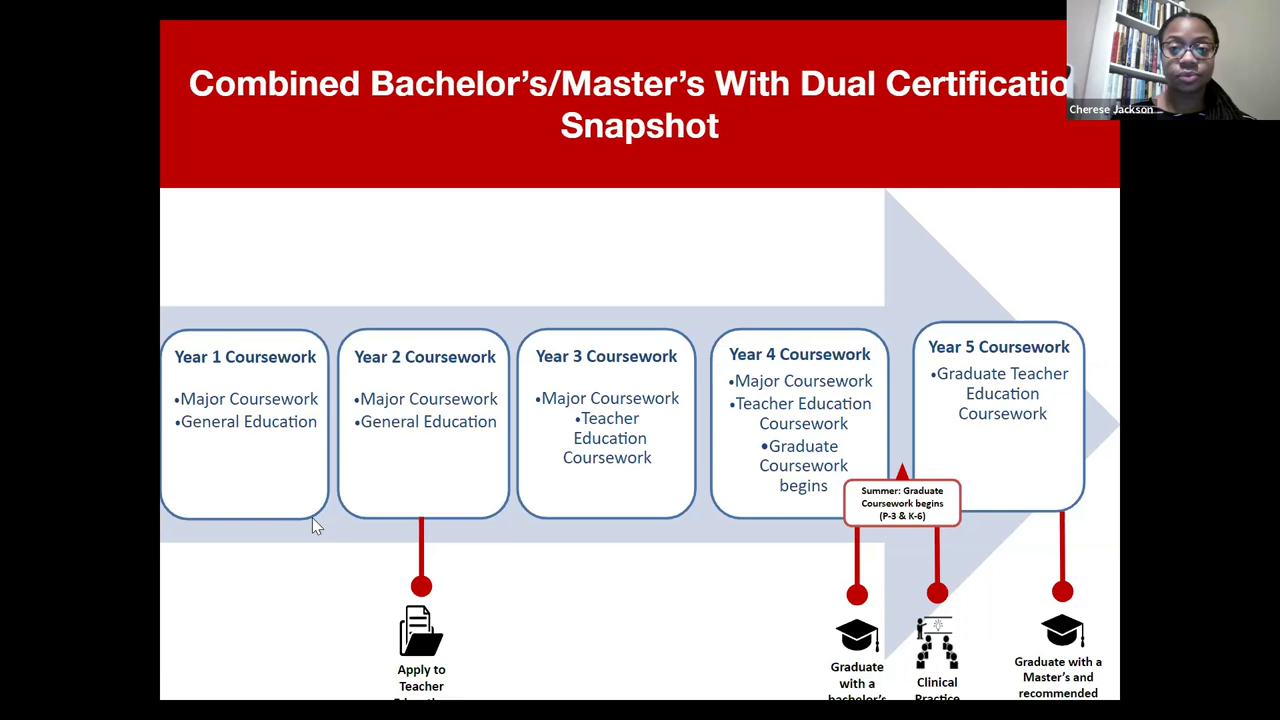 Combined Bachelor's/Master's With Dual
Snapshot
Cherese Jackson
Year 1 Coursework
•Major Coursework
•General Education
Year 2 Coursework
•Major Coursework
•General Education
Year 3 Coursework
•Major Coursework
•Teacher
Education
Coursework
Year 4 Coursework
•Major Coursework
•Teacher Education
Coursework
•Graduate
Coursework
begins
Year 5 Coursework
•Graduate Teacher
Education
Coursework
Summer: Graduate
Coursework begins
(P-3 & K-6)
Apply to
Teacher
Graduate
with a
bachelor's
Clinical
Practice
Graduate with a
Master's and
recommended